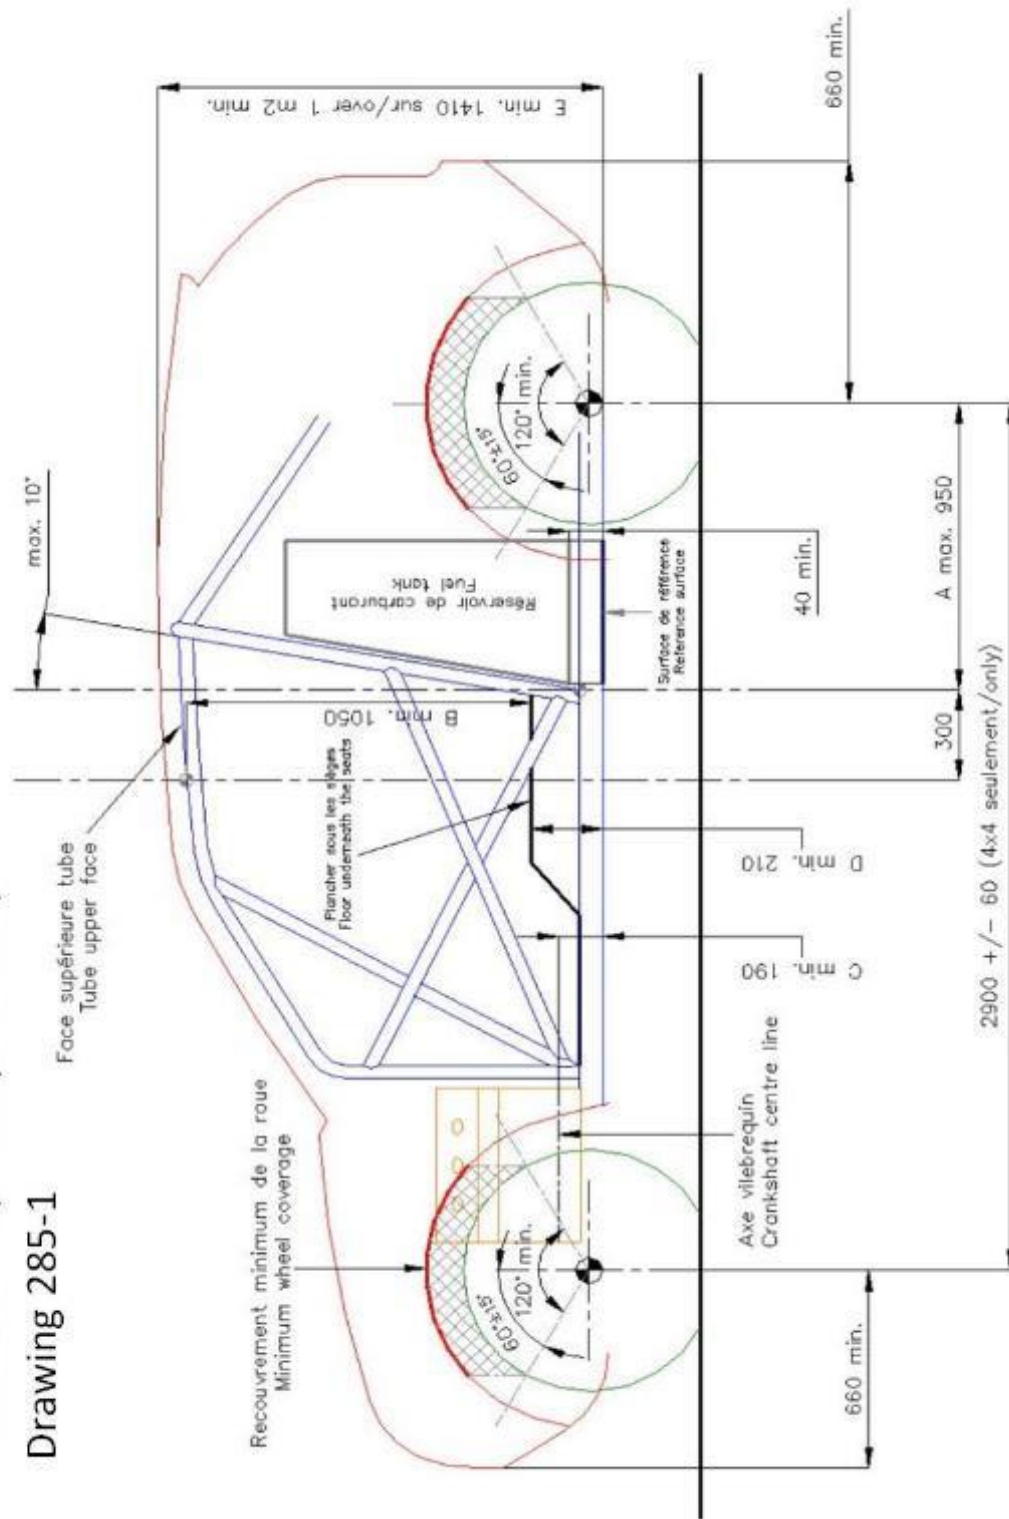 Drawing 285-1
max. 10°
Face supérieure tube
Tube upper face
E min. 1410 sur/over 1 m2 min.
Recouvrement minimum de la roue
Minimum wheel coverage
Plancher sous les sièges
Floor underneath the seats
B min. 1050
Réservoir de carburant
Fuel tank
60°±15°
120° min.
60°±15°
120° min.
Surface de référence
Reference surface
Axe vilebrequin
Crankshaft centre line
C min. 190
D min. 210
40 min.
660 min.
300
A max. 950
660 min.
2900 +/- 60 (4x4 seulement/only)